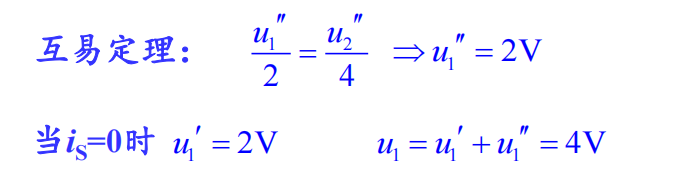 互易定理： u₁″/2 = u₂″/4 ⇒ u₁″ = 2V
当iS=0时 u₁′ = 2V u₁ = u₁′ + u₁″ = 4V